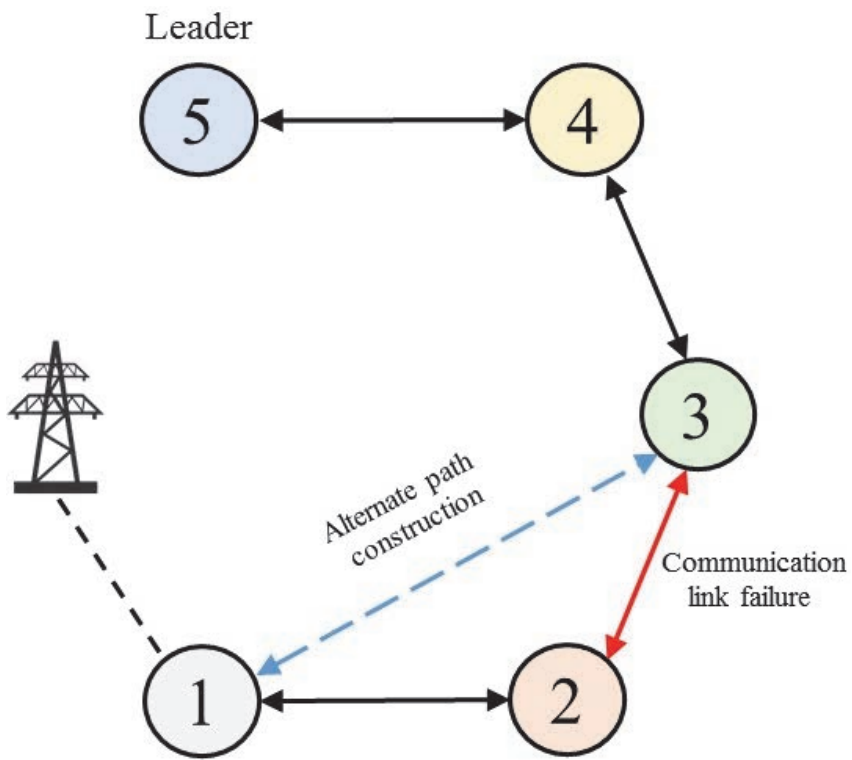 Leader
5
4
3
Alternate path
construction
Communication
link failure
1
2